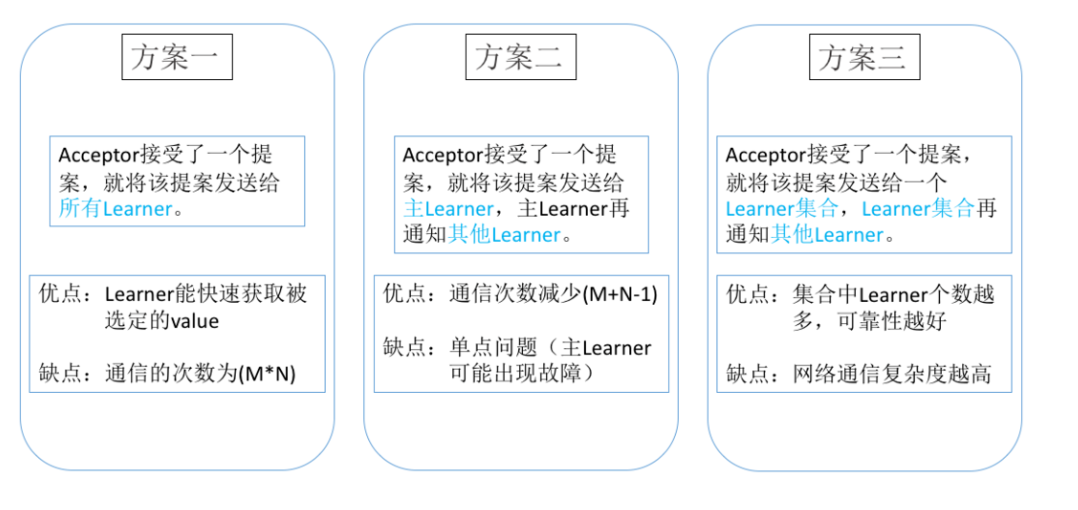 方案一
Acceptor接受了一个提
案，就将该提案发送给
所有Learner。
优点：Learner能快速获取被
选定的value
缺点：通信的次数为(M*N)
方案二
Acceptor接受了一个提
案，就将该提案发送给
主Learner，主Learner再
通知其他Learner。
优点：通信次数减少(M+N-1)
缺点：单点问题（主Learner
可能出现故障）
方案三
Acceptor接受了一个提案，
就将该提案发送给一个
Learner集合，Learner集合再
通知其他Learner。
优点：集合中Learner个数越
多，可靠性越好
缺点：网络通信复杂度越高